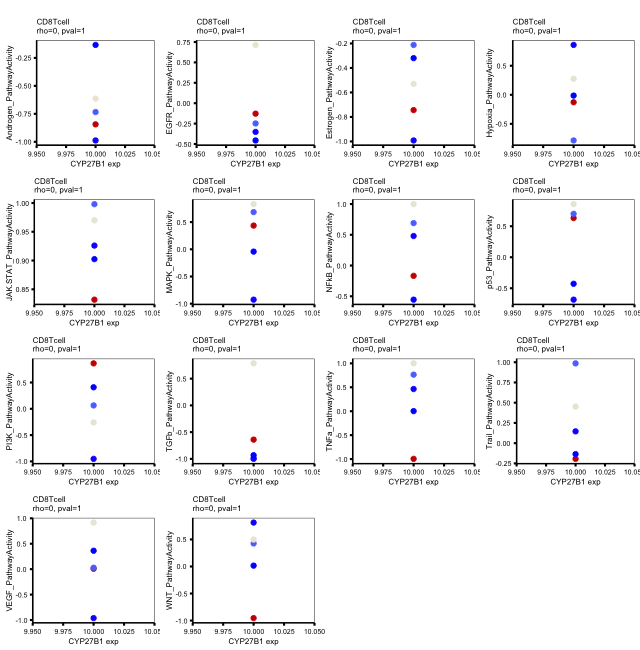 CD8Tcell
rho=0, pval=1
Androgen_PathwayActivity
-0.25
-0.50
-0.75
-1.00
9.950 9.975 10.000 10.025 10.05
CYP27B1 exp
CD8Tcell
rho=0, pval=1
EGFR_PathwayActivity
0.75
0.50
0.25
0.00
-0.25
-0.50
9.950 9.975 10.000 10.025 10.05
CYP27B1 exp
CD8Tcell
rho=0, pval=1
Estrogen_PathwayActivity
-0.2
-0.4
-0.6
-0.8
-1.0
9.950 9.975 10.000 10.025 10.05
CYP27B1 exp
CD8Tcell
rho=0, pval=1
Hypoxia_PathwayActivity
0.5
0.0
-0.5
9.950 9.975 10.000 10.025 10.05
CYP27B1 exp
CD8Tcell
rho=0, pval=1
JAK.STAT_PathwayActivity
1.00
0.95
0.90
0.85
9.950 9.975 10.000 10.025 10.05
CYP27B1 exp
CD8Tcell
rho=0, pval=1
MAPK_PathwayActivity
0.5
0.0
-0.5
-1.0
9.950 9.975 10.000 10.025 10.05
CYP27B1 exp
CD8Tcell
rho=0, pval=1
NFkB_PathwayActivity
1.0
0.5
0.0
-0.5
9.950 9.975 10.000 10.025 10.05
CYP27B1 exp
CD8Tcell
rho=0, pval=1
p53_PathwayActivity
0.5
0.0
-0.5
9.950 9.975 10.000 10.025 10.05
CYP27B1 exp
CD8Tcell
rho=0, pval=1
PI3K_PathwayActivity
0.5
0.0
-0.5
-1.0
9.950 9.975 10.000 10.025 10.05
CYP27B1 exp
CD8Tcell
rho=0, pval=1
TGFb_PathwayActivity
0.5
0.0
-0.5
-1.0
9.950 9.975 10.000 10.025 10.05
CYP27B1 exp
CD8Tcell
rho=0, pval=1
TNFa_PathwayActivity
1.0
0.5
0.0
-0.5
-1.0
9.950 9.975 10.000 10.025 10.05
CYP27B1 exp
CD8Tcell
rho=0, pval=1
Trail_PathwayActivity
1.00
0.75
0.50
0.25
0.00
-0.25
9.950 9.975 10.000 10.025 10.05
CYP27B1 exp
CD8Tcell
rho=0, pval=1
VEGF_PathwayActivity
1.0
0.5
0.0
-0.5
-1.0
9.950 9.975 10.000 10.025 10.05
CYP27B1 exp
CD8Tcell
rho=0, pval=1
WNT_PathwayActivity
0.5
0.0
-0.5
-1.0
9.950 9.975 10.000 10.025 10.050
CYP27B1 exp